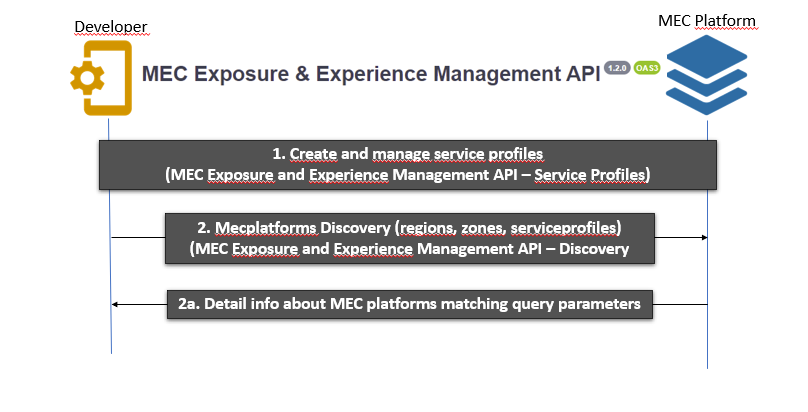 Developer
MEC Platform
MEC Exposure & Experience Management API 1.2.0 OAS3
1. Create and manage service profiles
(MEC Exposure and Experience Management API – Service Profiles)
2. Mecplatforms Discovery (regions, zones, serviceprofiles)
(MEC Exposure and Experience Management API – Discovery
2a. Detail info about MEC platforms matching query parameters